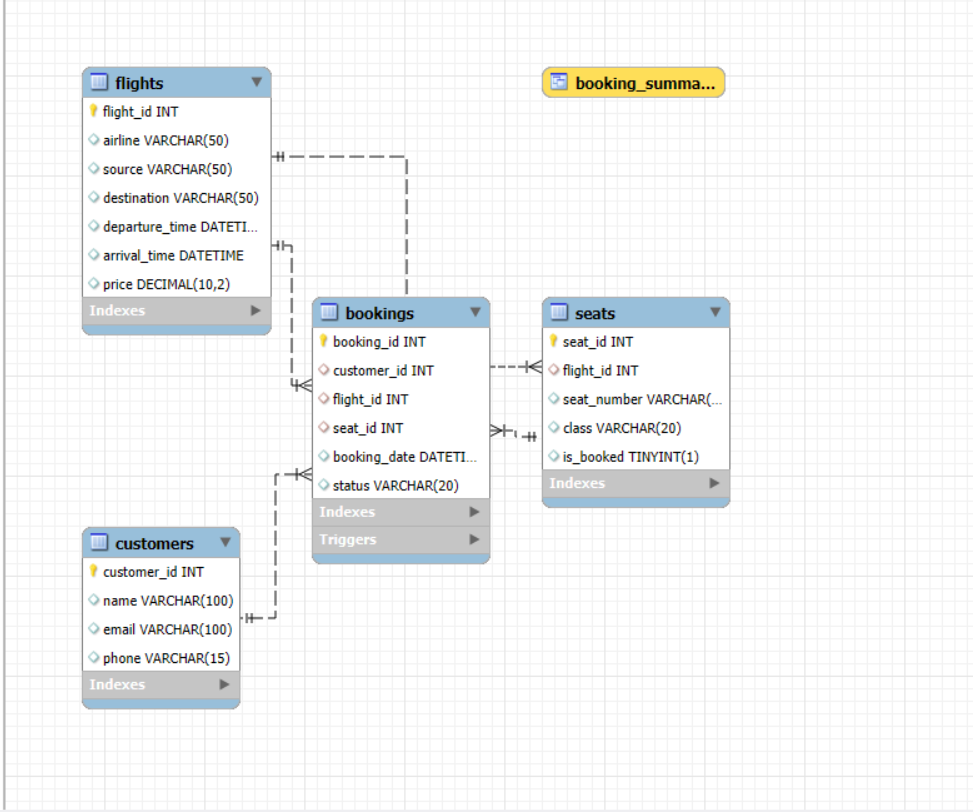 flights
flight_id INT
airline VARCHAR(50)
source VARCHAR(50)
destination VARCHAR(50)
departure_time DATETI...
arrival_time DATETIME
price DECIMAL(10,2)
Indexes
booking_summa...
bookings
booking_id INT
customer_id INT
flight_id INT
seat_id INT
booking_date DATETI...
status VARCHAR(20)
Indexes
Triggers
seats
seat_id INT
flight_id INT
seat_number VARCHAR(...
class VARCHAR(20)
is_booked TINYINT(1)
Indexes
customers
customer_id INT
name VARCHAR(100)
email VARCHAR(100)
phone VARCHAR(15)
Indexes